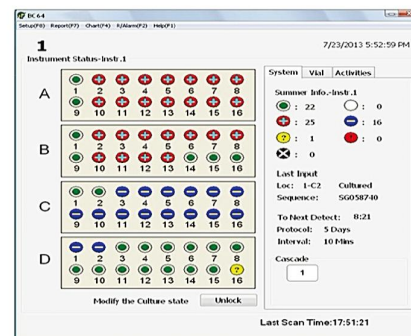 BC 64
Setup(F6) Report(F7) Chart(F4) R/Alarm(F2) Help(F1)
1
7/23/2013 5:52:59 PM
Instrument Status-Instr.1
System Vial Activities
A
1 2 3 4 5 6 7 8
9 10 11 12 13 14 15 16
B
1 2 3 4 5 6 7 8
9 10 11 12 13 14 15 16
C
1 2 3 4 5 6 7 8
9 10 11 12 13 14 15 16
D
1 2 3 4 5 6 7 8
? 
9 10 11 12 13 14 15 16
Modify the Culture state Unlock
Summer Info.-Instr.1
: 22 : 0
: 25 : 16
? : 1 ? : 0
: 0
Last Input
Loc: 1-C2 Cultured
Sequence: SG058740
To Next Detect: 8:21
Protocol: 5 Days
Interval: 10 Mins
Cascade
1
Last Scan Time:17:51:21